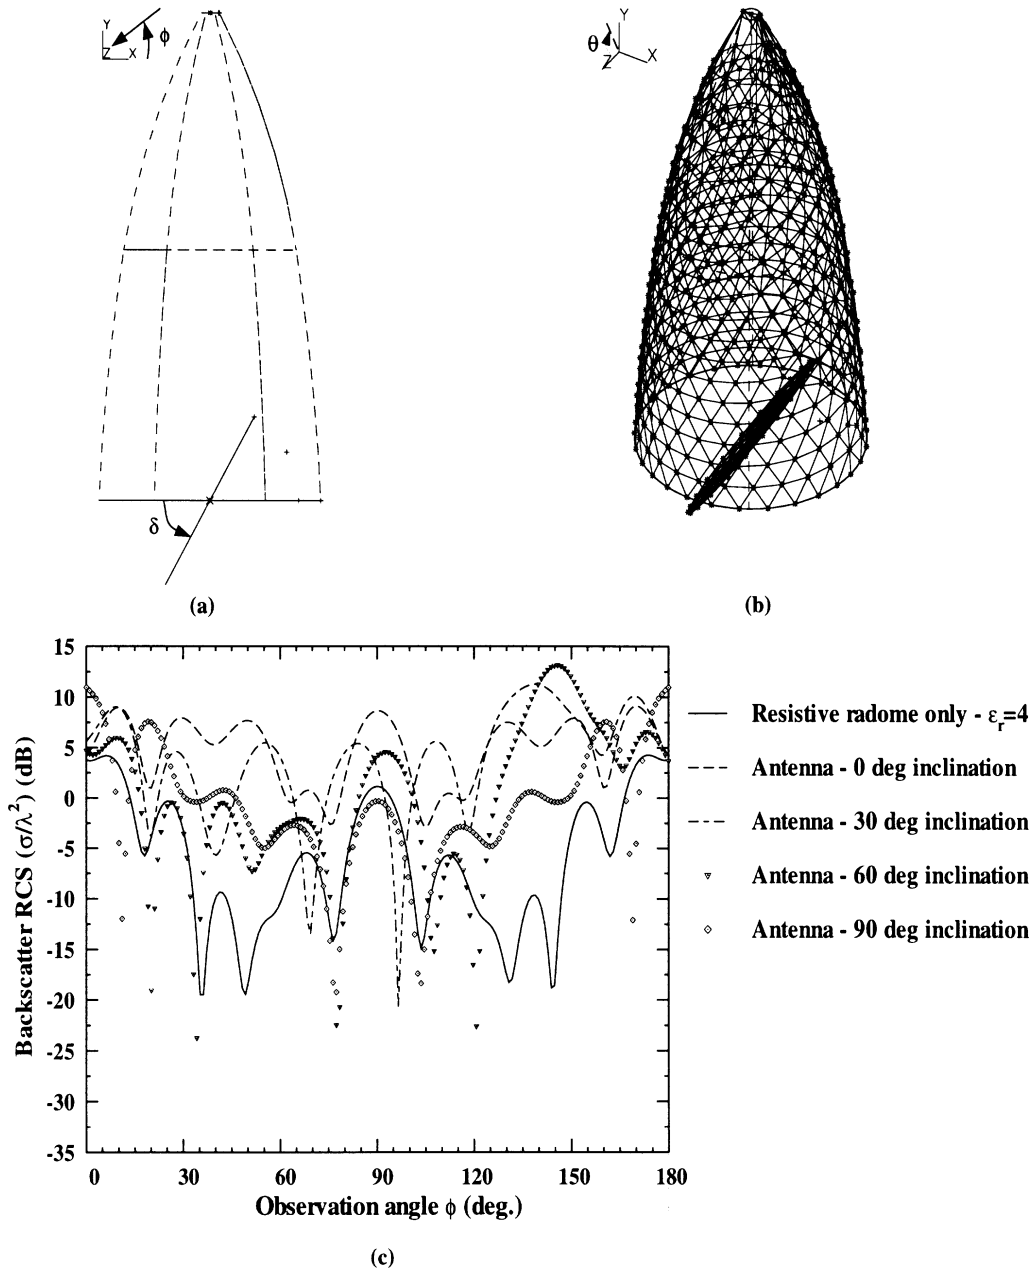 Y
Z X
ϕ
δ
(a)
Y
θ
Z X
(b)
15
10
5
0
-5
-10
-15
-20
-25
-30
-35
Backscatter RCS (σ/λ²) (dB)
0 30 60 90 120 150 180
Observation angle ϕ (deg.)
Resistive radome only - εᵣ=4
Antenna - 0 deg inclination
Antenna - 30 deg inclination
Antenna - 60 deg inclination
Antenna - 90 deg inclination
(c)